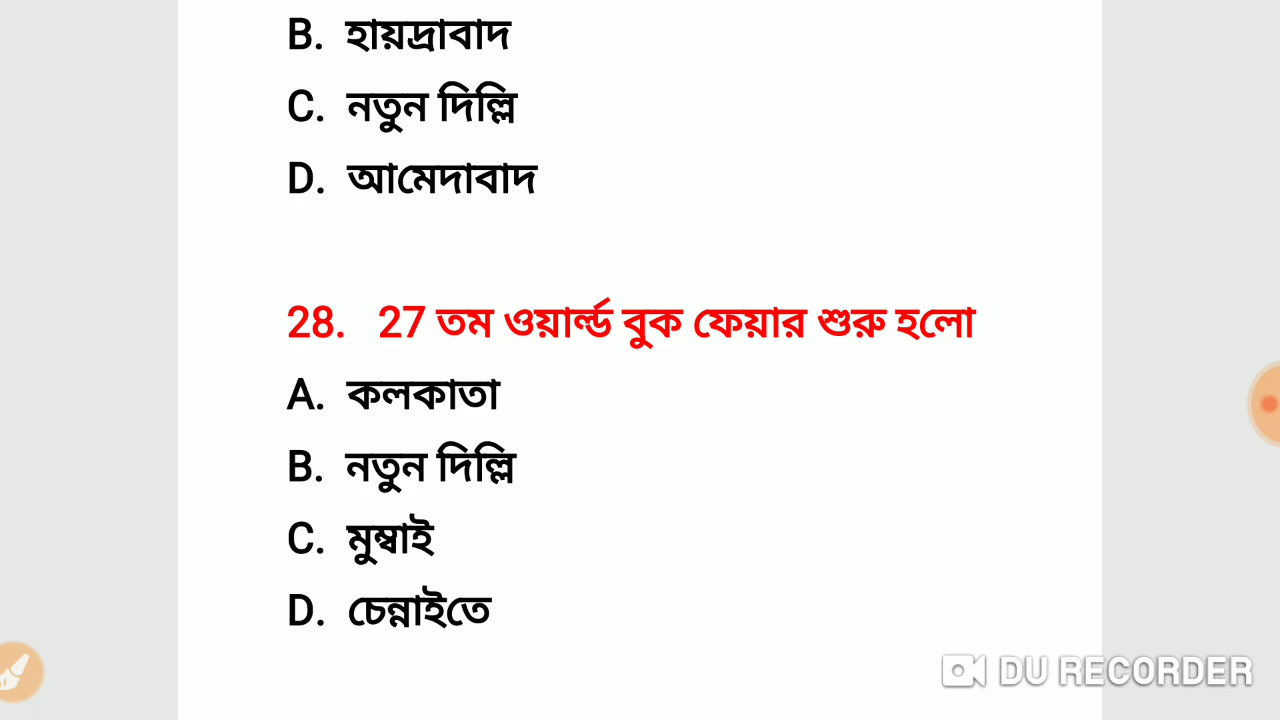 B. হায়দ্রাবাদ
C. নতুন দিল্লি
D. আমেদাবাদ
28. 27 তম ওয়ার্ল্ড বুক ফেয়ার শুরু হলো
A. কলকাতা
B. নতুন দিল্লি
C. মুম্বাই
D. চেন্নাইতে
DU RECORDER